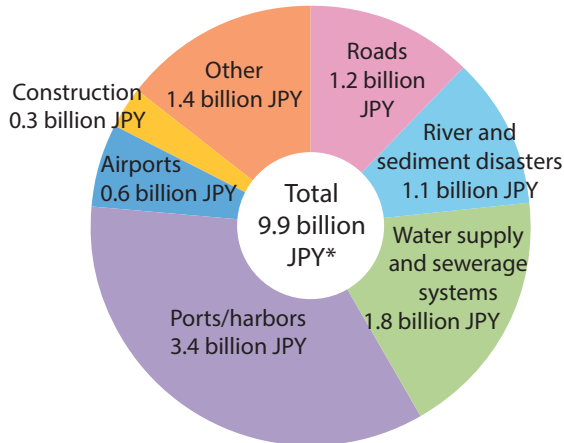 Roads
1.2 billion
JPY
River and
sediment disasters
1.1 billion JPY
Water supply
and sewerage
systems
1.8 billion JPY
Ports/harbors
3.4 billion JPY
Airports
0.6 billion JPY
Construction
0.3 billion JPY
Other
1.4 billion JPY
Total
9.9 billion
JPY*